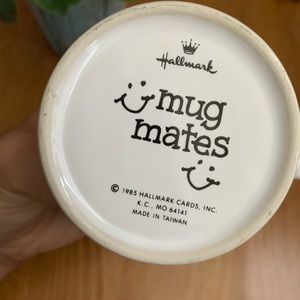 Hallmark
mug
mates
© 1985 HALLMARK CARDS, INC.
K.C., MO 64141
MADE IN TAIWAN